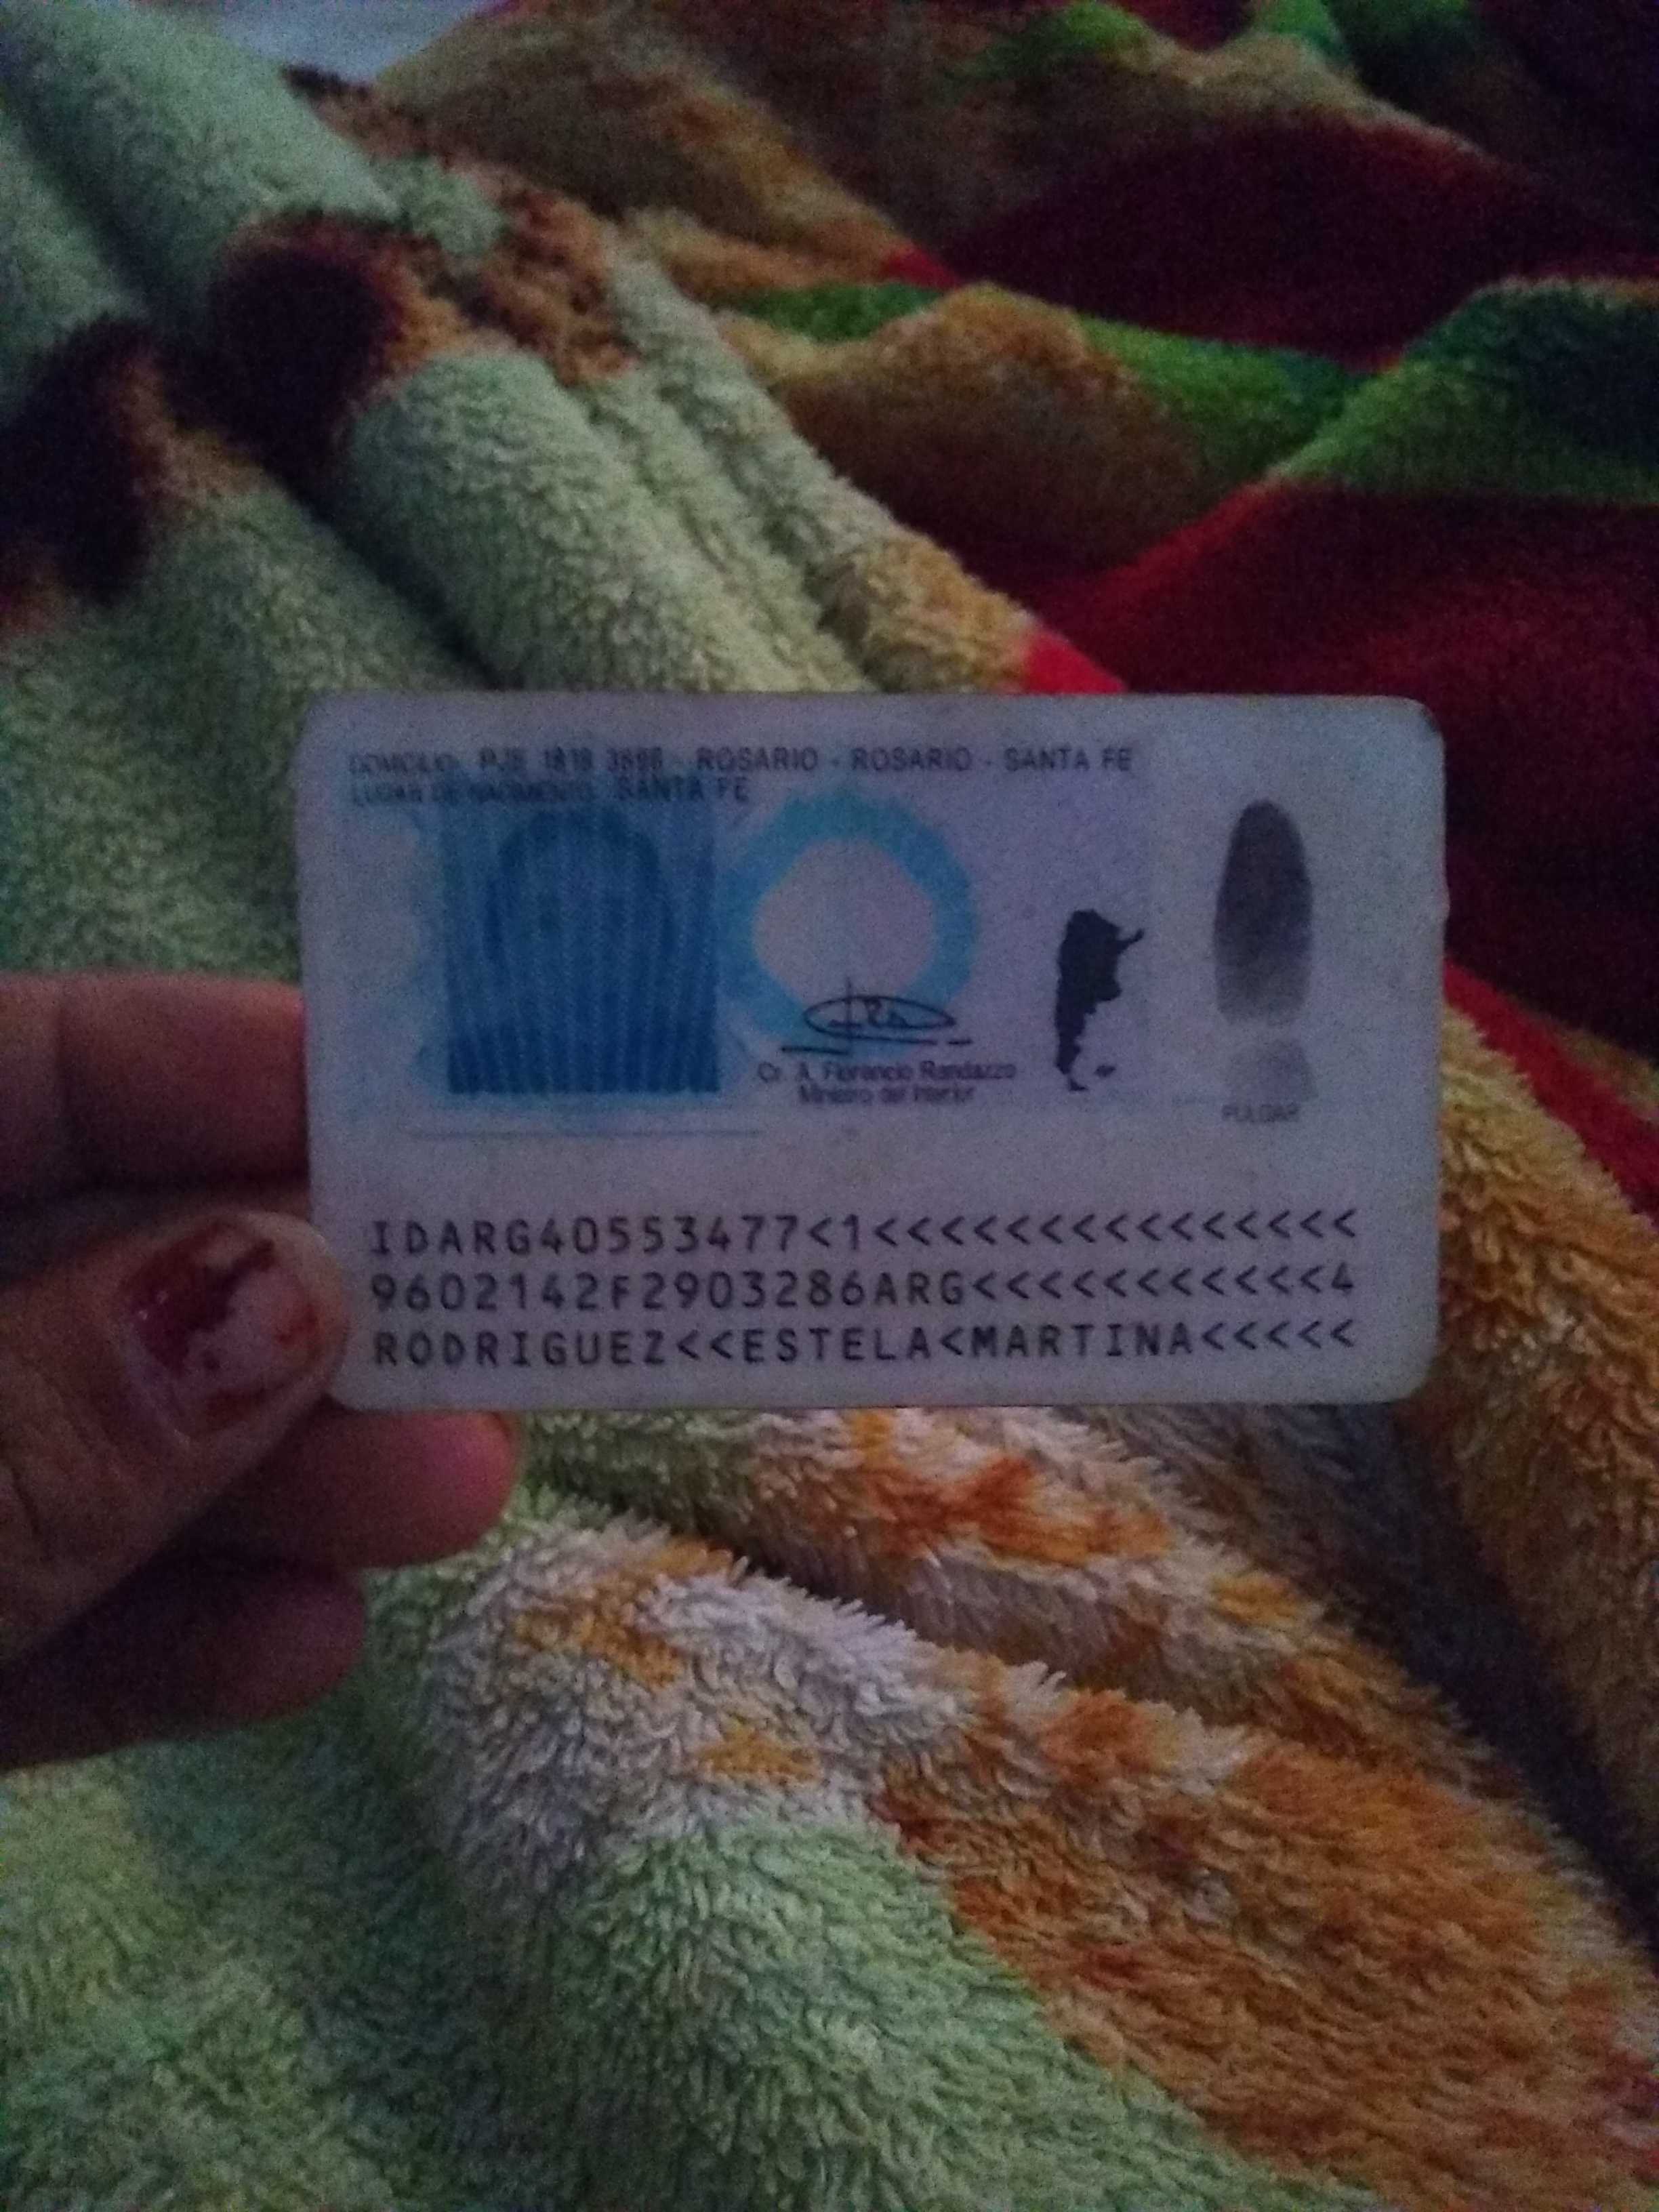 DOMICILIO: PJE 1819 3898 - ROSARIO - ROSARIO - SANTA FE
LUGAR DE NACIMIENTO: SANTA FE
Cr. A. Florencio Randazzo
Ministro del Interior
PULGAR
IDARG40553477<1<<<<<<<<<<<<<<<
9602142F2903286ARG<<<<<<<<<<<4
RODRIGUEZ<<ESTELA<MARTINA<<<<<